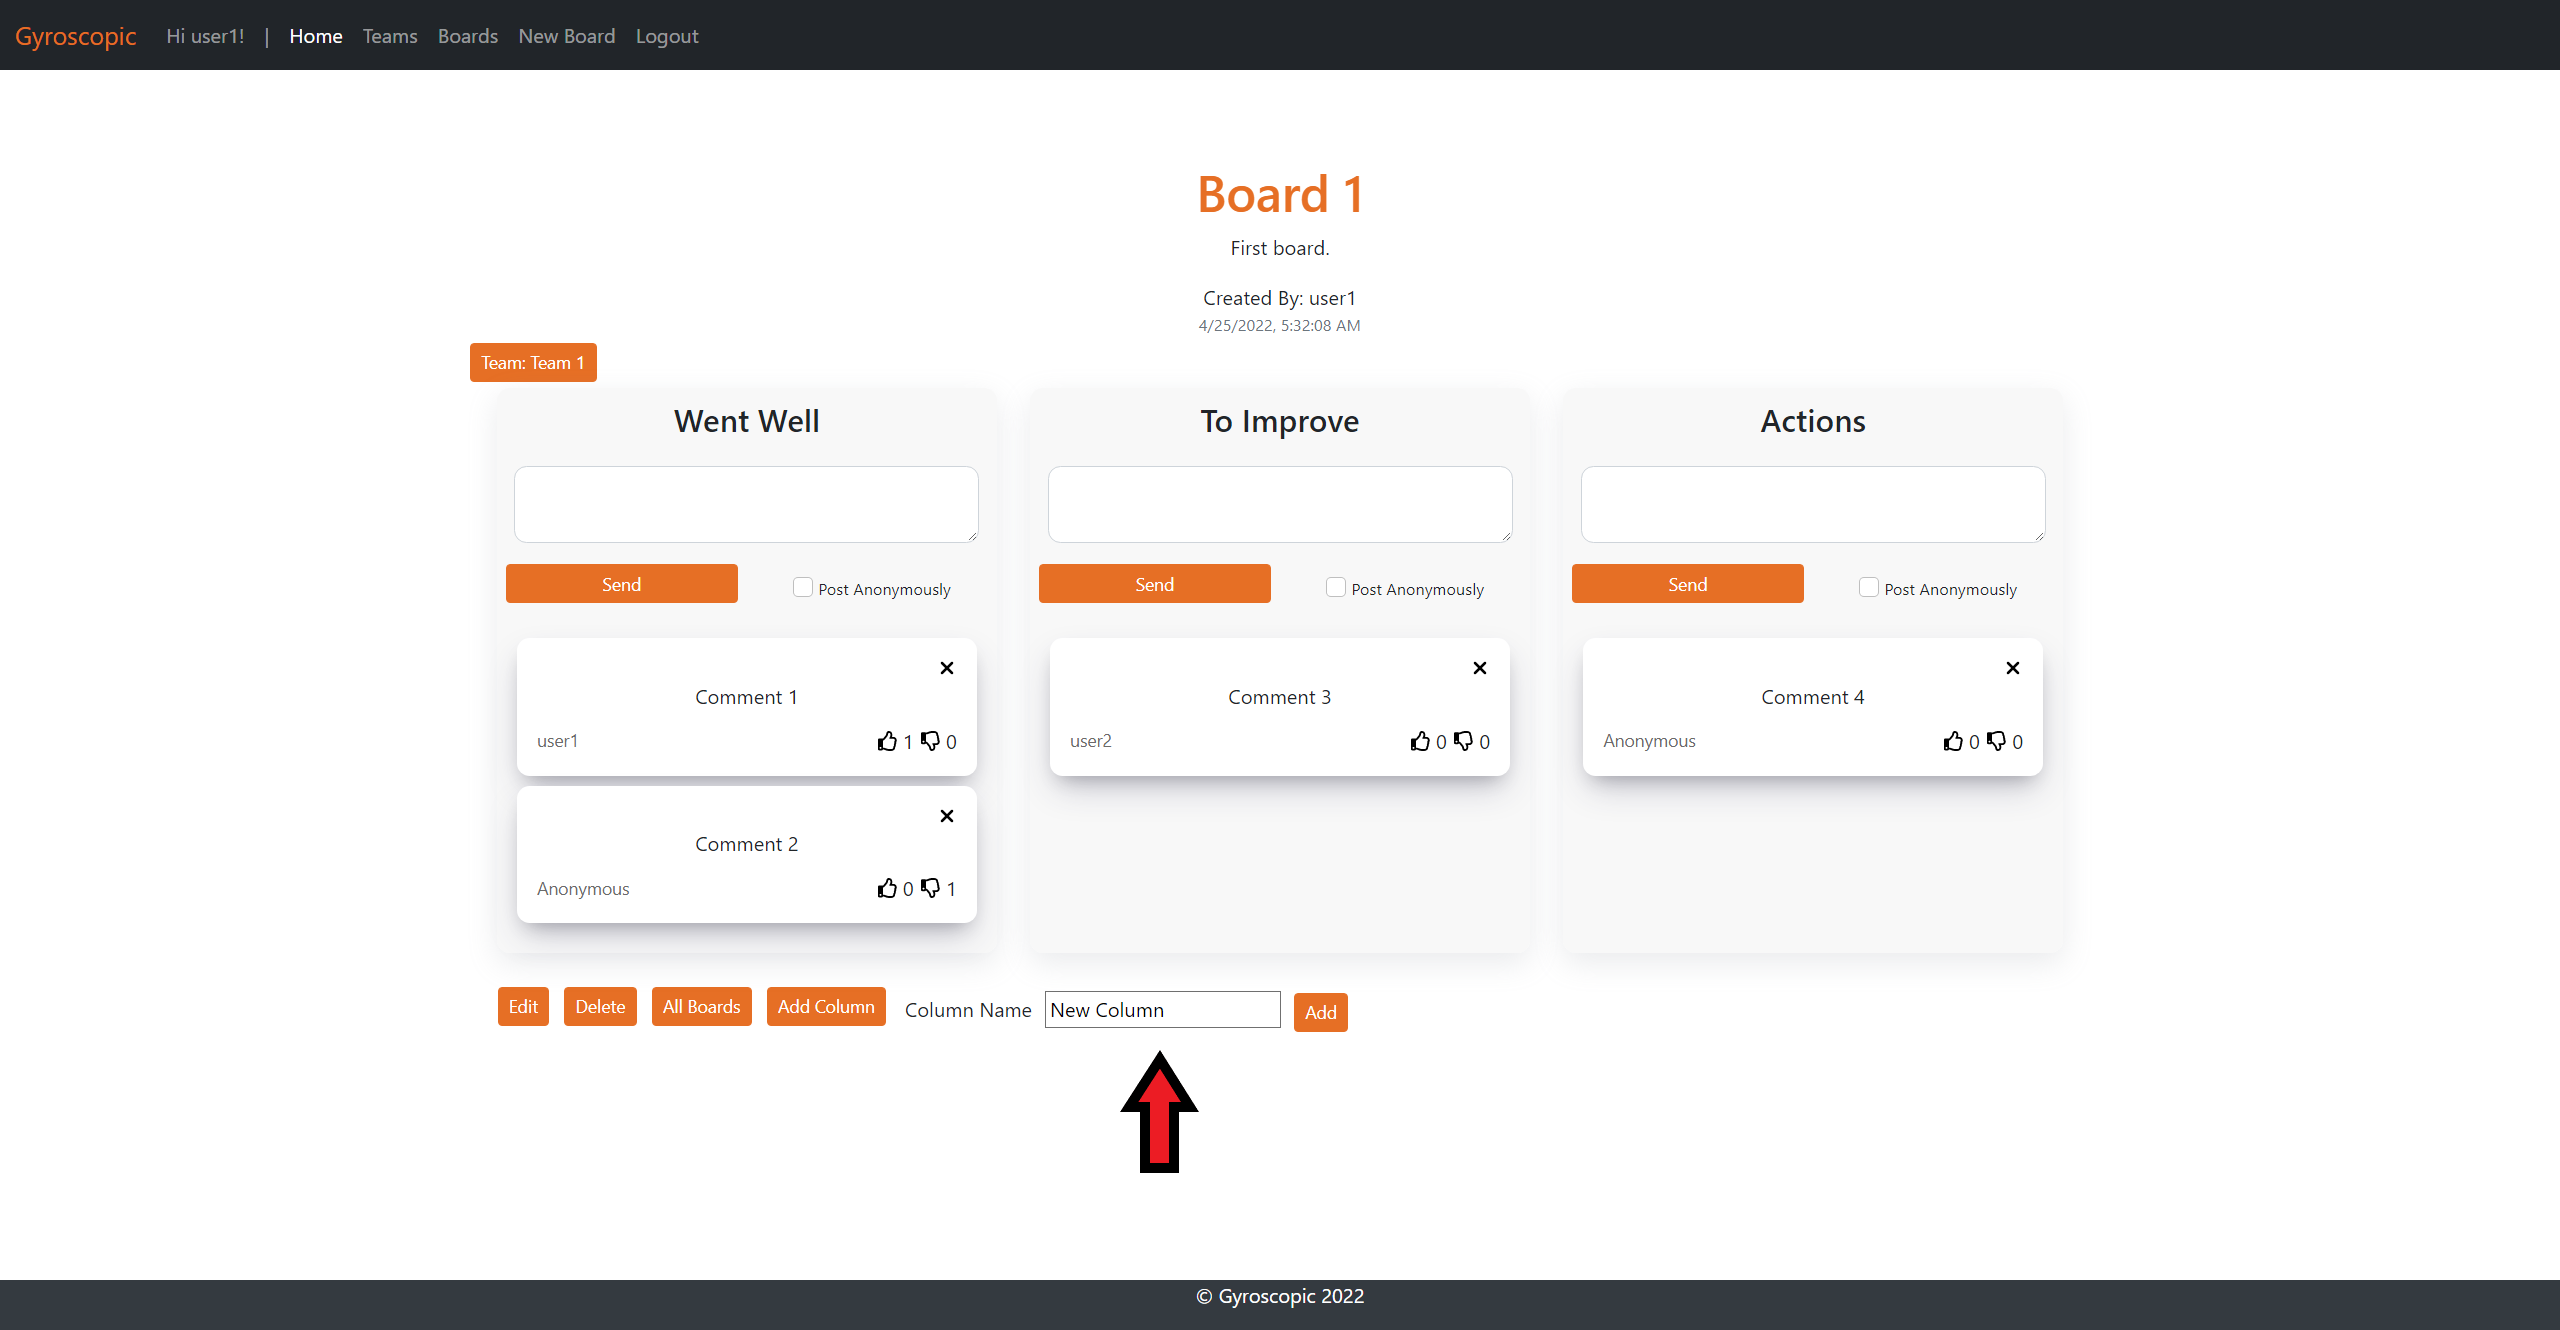 Gyroscopic Hi user1! | Home Teams Boards New Board Logout
Board 1
First board.
Created By: user1
4/25/2022, 5:32:08 AM
Team: Team 1
Went Well
Send
Post Anonymously
Comment 1
user1 1 0
Comment 2
Anonymous 0 1
To Improve
Send
Post Anonymously
Comment 3
user2 0 0
Actions
Send
Post Anonymously
Comment 4
Anonymous 0 0
Edit Delete All Boards Add Column Column Name New Column Add
© Gyroscopic 2022